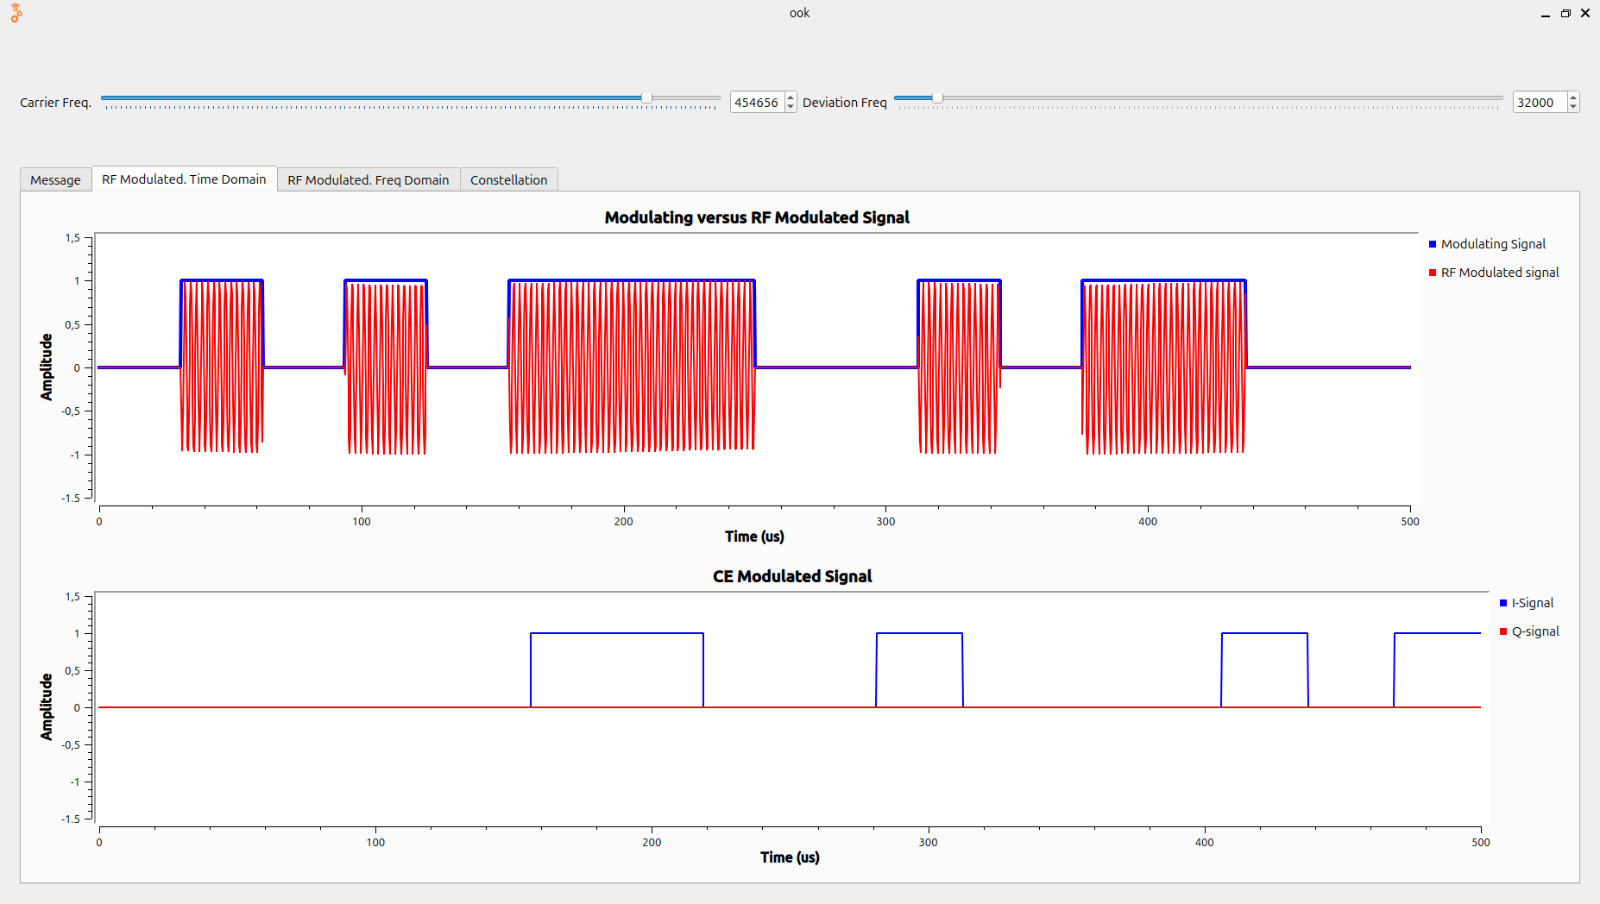 ook
Carrier Freq. 454656 Deviation Freq 32000
Message RF Modulated. Time Domain RF Modulated. Freq Domain Constellation
Modulating versus RF Modulated Signal
1,5
1
0,5
0
-0,5
-1
-1.5
Amplitude
0 100 200 300 400 500
Time (us)
Modulating Signal
RF Modulated signal
CE Modulated Signal
1,5
1
0,5
0
-0,5
-1
-1.5
Amplitude
0 100 200 300 400 500
Time (us)
I-Signal
Q-signal